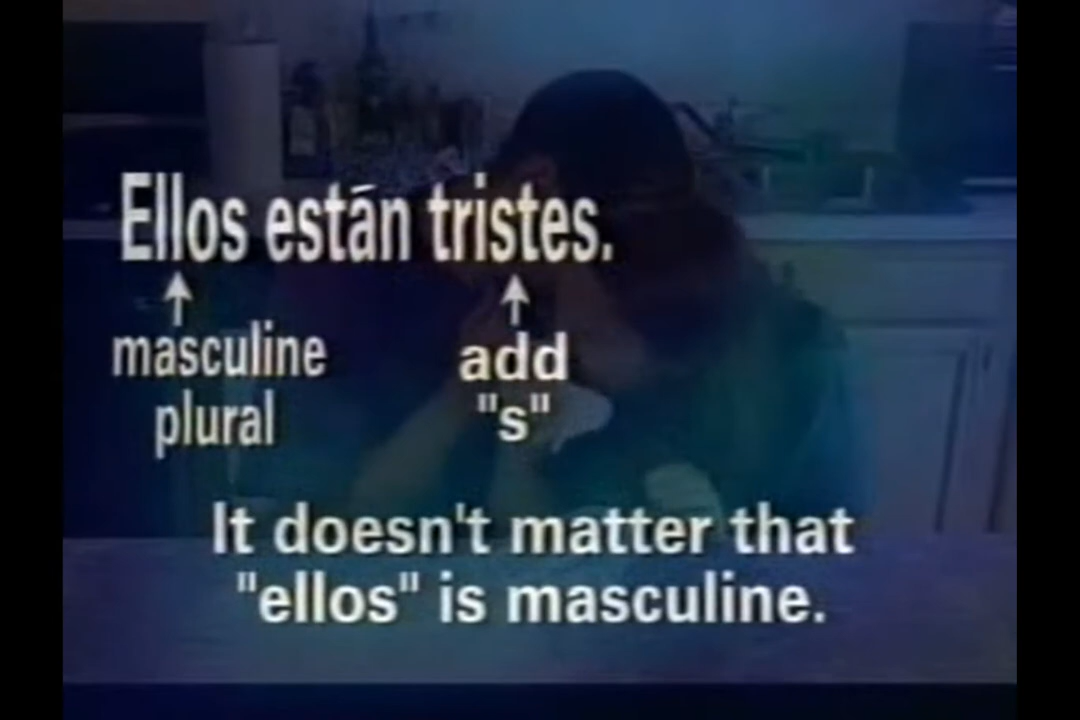 Ellos están tristes.
masculine
plural
add
"s"
It doesn't matter that
"ellos" is masculine.